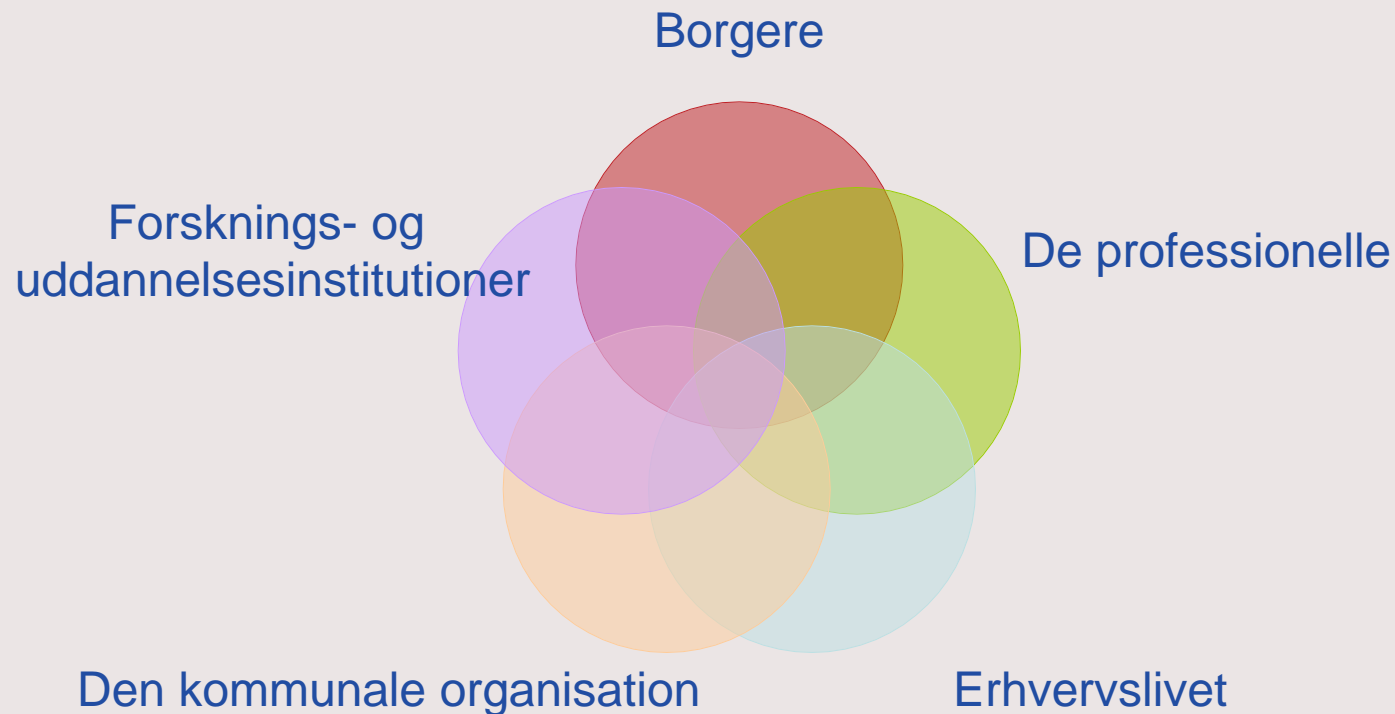 Borgere
Forsknings- og
uddannelsesinstitutioner
De professionelle
Den kommunale organisation
Erhvervslivet